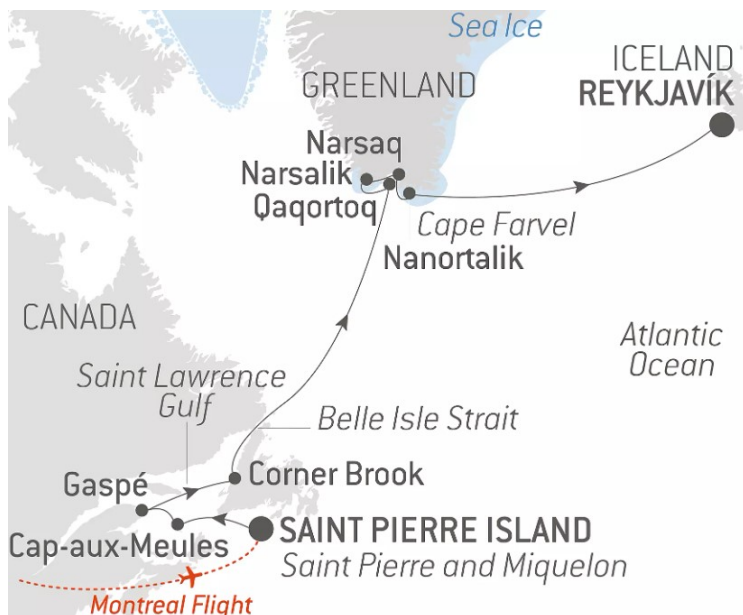 Sea Ice
ICELAND
REYKJAVÍK
GREENLAND
Narsaq
Narsalik
Qaqortoq
Cape Farvel
Nanortalik
CANADA
Atlantic
Ocean
Saint Lawrence
Gulf
Belle Isle Strait
Corner Brook
Gaspé
Cap-aux-Meules
SAINT PIERRE ISLAND
Saint Pierre and Miquelon
Montreal Flight